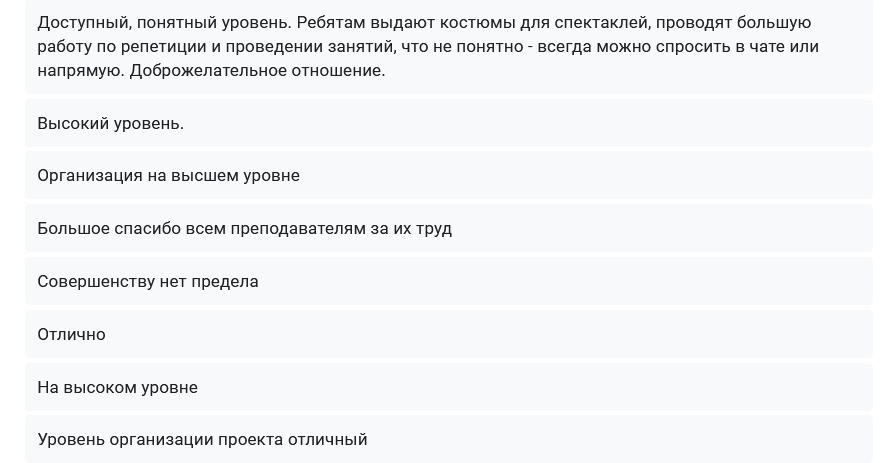 Доступный, понятный уровень. Ребятам выдают костюмы для спектаклей, проводят большую
работу по репетиции и проведении занятий, что не понятно - всегда можно спросить в чате или
напрямую. Доброжелательное отношение.
Высокий уровень.
Организация на высшем уровне
Большое спасибо всем преподавателям за их труд
Совершенству нет предела
Отлично
На высоком уровне
Уровень организации проекта отличный